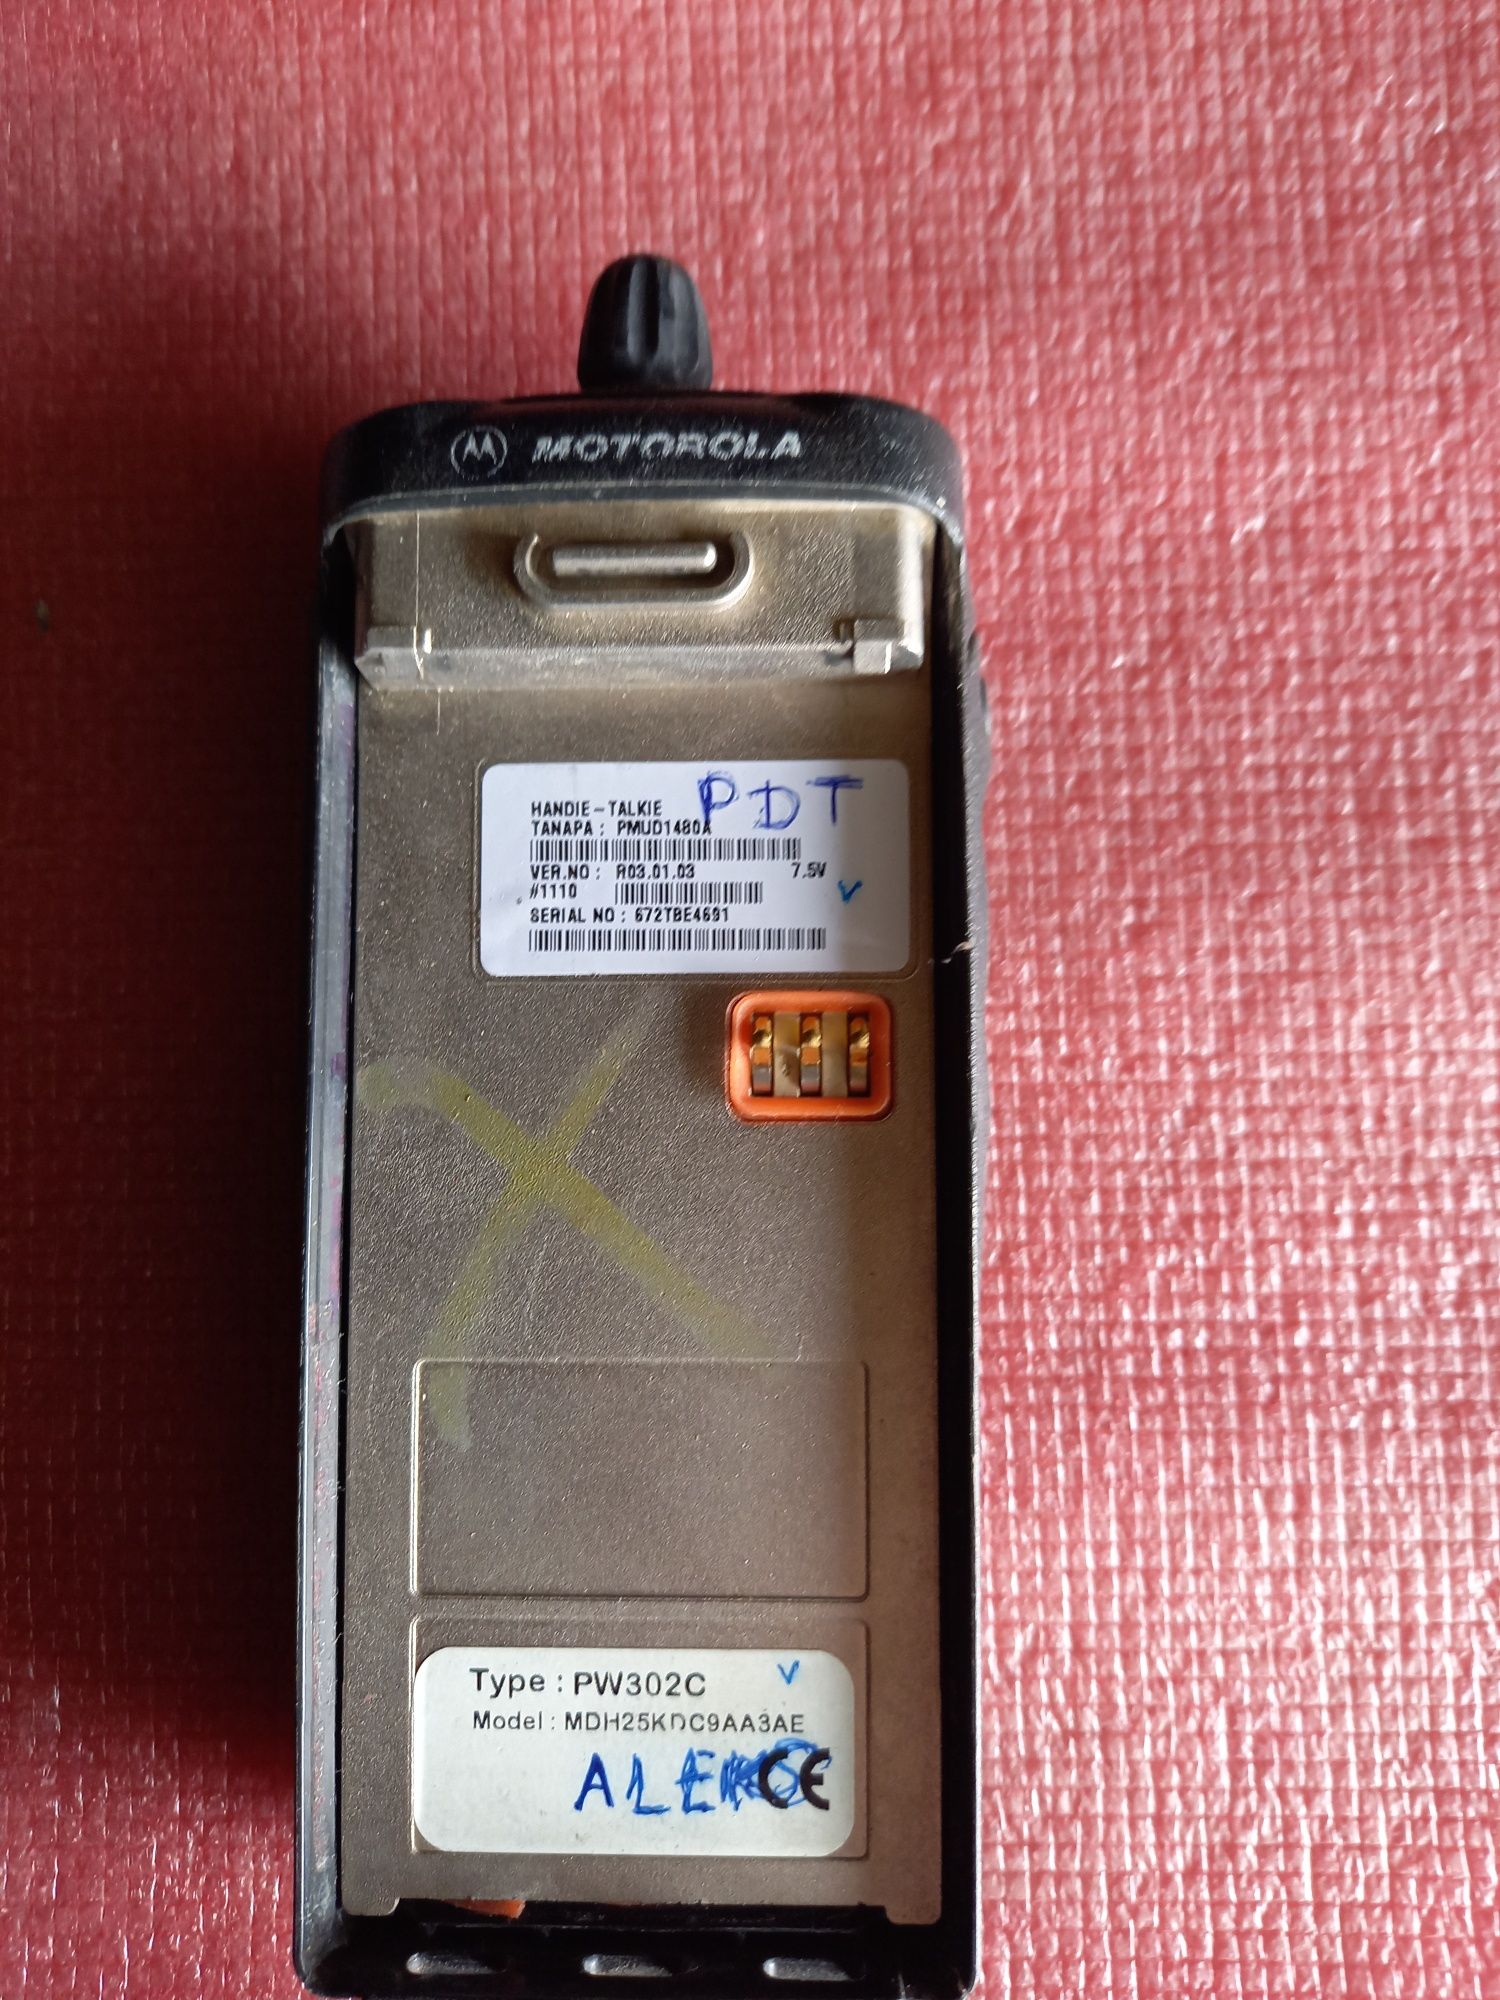 MOTOROLA
PDT
HANDIE-TALKIE
TANAPA : PMUD1480A
VER.NO : R03.01.03 7.5V
#1110
SERIAL NO : 672TBE4691
Type : PW302C
Model : MDH25KDC9AA3AE
CE